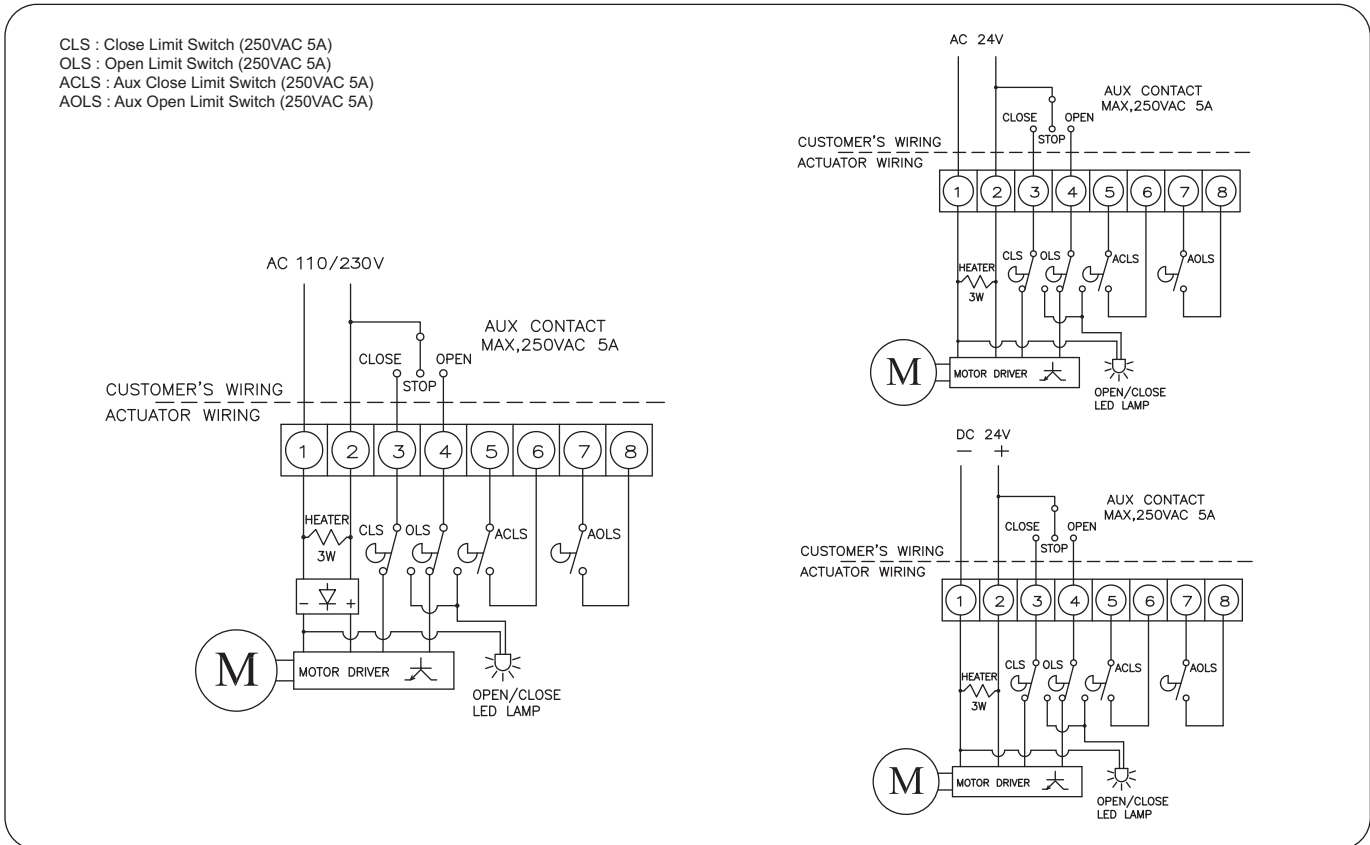 CLS : Close Limit Switch (250VAC 5A)
OLS : Open Limit Switch (250VAC 5A)
ACLS : Aux Close Limit Switch (250VAC 5A)
AOLS : Aux Open Limit Switch (250VAC 5A)
AC 110/230V
AUX CONTACT
MAX,250VAC 5A
CLOSE STOP OPEN
CUSTOMER'S WIRING
ACTUATOR WIRING
1 2 3 4 5 6 7 8
HEATER
3W
CLS OLS ACLS AOLS
- +
M
MOTOR DRIVER
OPEN/CLOSE
LED LAMP
AC 24V
AUX CONTACT
MAX,250VAC 5A
CLOSE STOP OPEN
CUSTOMER'S WIRING
ACTUATOR WIRING
1 2 3 4 5 6 7 8
CLS OLS ACLS AOLS
HEATER
3W
M
MOTOR DRIVER
OPEN/CLOSE
LED LAMP
DC 24V
- +
AUX CONTACT
MAX,250VAC 5A
CLOSE STOP OPEN
CUSTOMER'S WIRING
ACTUATOR WIRING
1 2 3 4 5 6 7 8
CLS OLS ACLS AOLS
HEATER
3W
M
MOTOR DRIVER
OPEN/CLOSE
LED LAMP